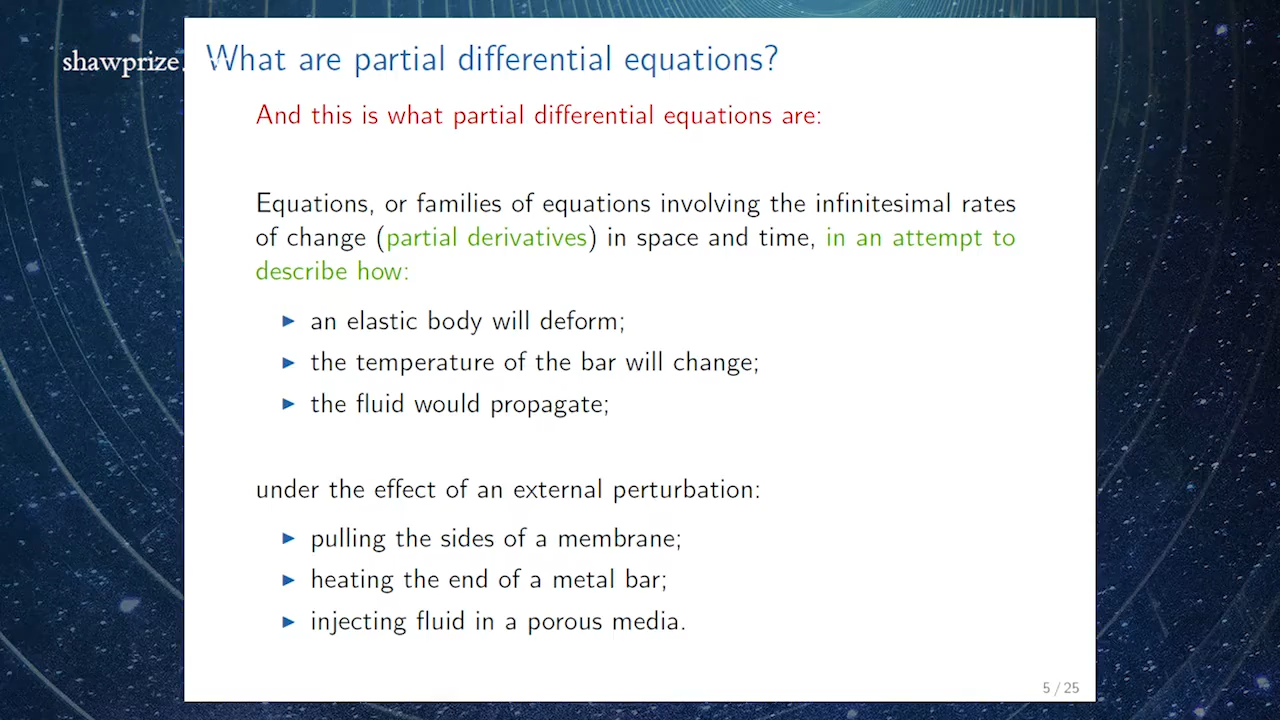 shawprize.
What are partial differential equations?
And this is what partial differential equations are:
Equations, or families of equations involving the infinitesimal rates
of change (partial derivatives) in space and time, in an attempt to
describe how:
▶ an elastic body will deform;
▶ the temperature of the bar will change;
▶ the fluid would propagate;
under the effect of an external perturbation:
▶ pulling the sides of a membrane;
▶ heating the end of a metal bar;
▶ injecting fluid in a porous media.
5 / 25